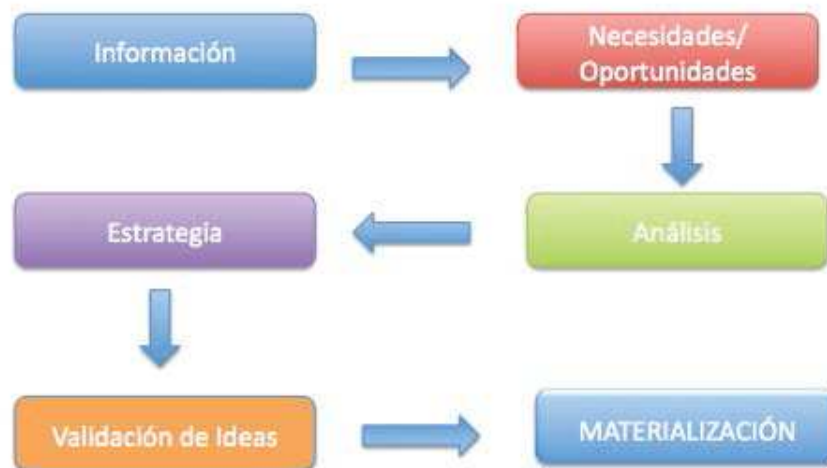 Información
Necesidades/
Oportunidades
Análisis
Estrategia
Validación de Ideas
MATERIALIZACIÓN